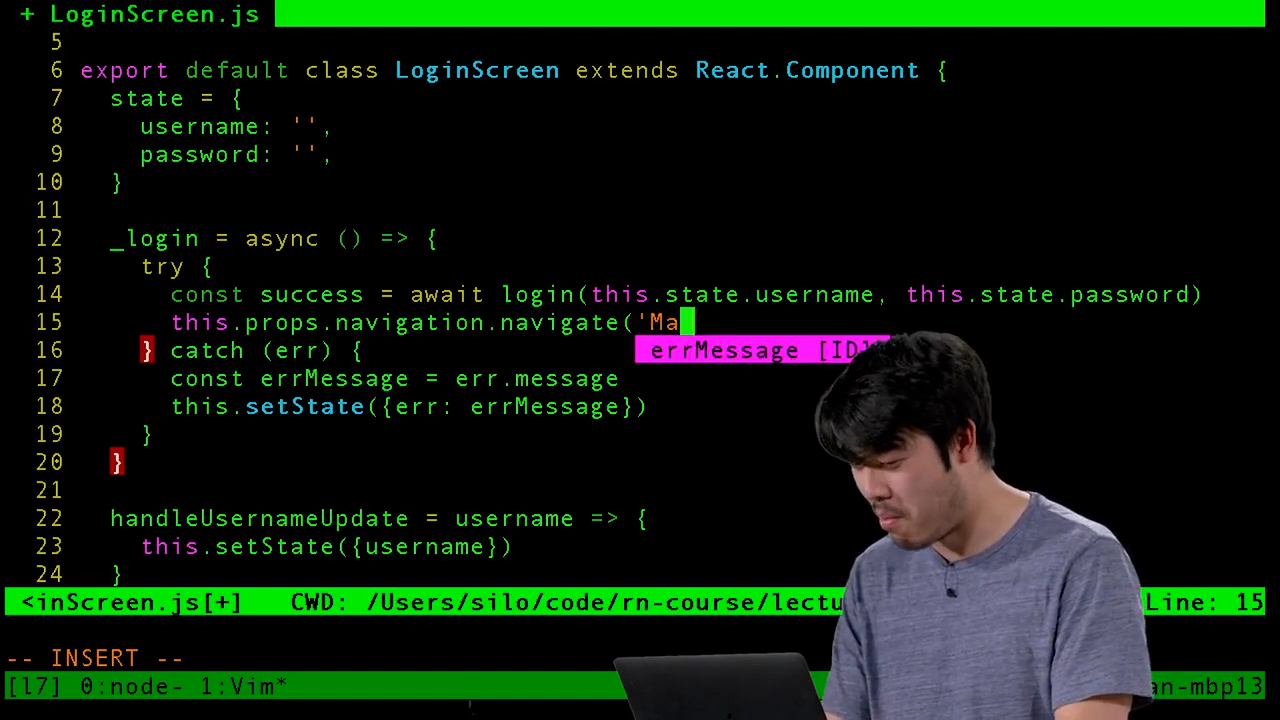 + LoginScreen.js
5
6 export default class LoginScreen extends React.Component {
7 state = {
8 username: '',
9 password: '',
10 }
11
12 _login = async () => {
13 try {
14 const success = await login(this.state.username, this.state.password)
15 this.props.navigation.navigate('Ma
16 } catch (err) { errMessage [ID]
17 const errMessage = err.message
18 this.setState({err: errMessage})
19 }
20 }
21
22 handleUsernameUpdate = username => {
23 this.setState({username})
24 }
<inScreen.js[+] CWD: /Users/silo/code/rn-course/lectu Line: 15
-- INSERT --
[l7] 0:node- 1:Vim* an-mbp13